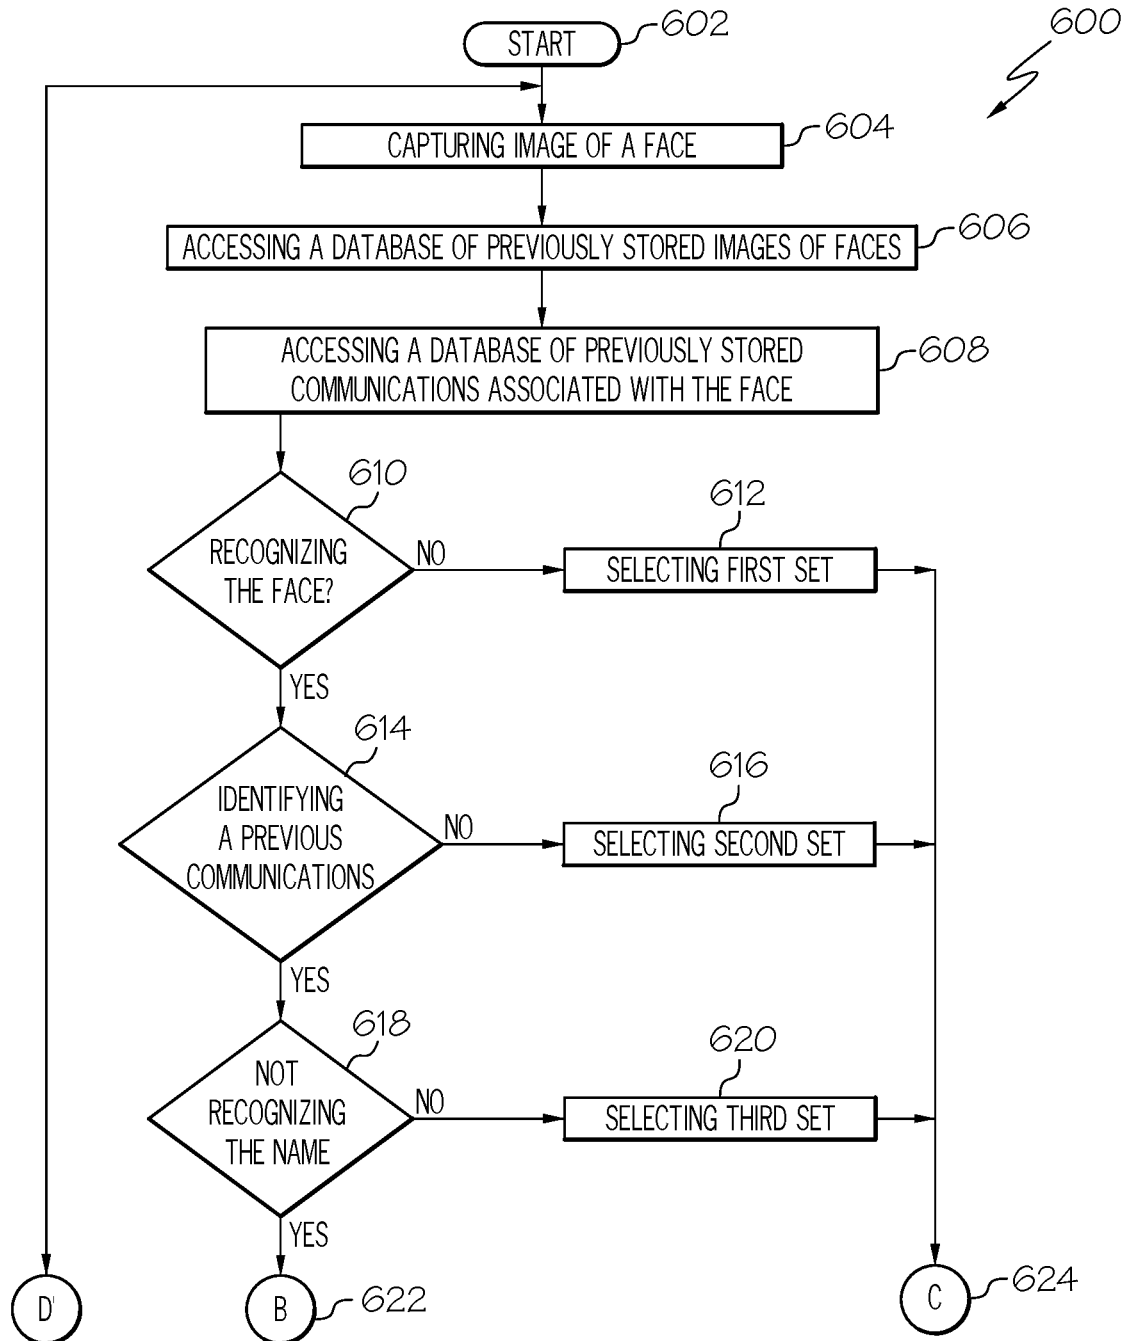 START
602
600
CAPTURING IMAGE OF A FACE
604
ACCESSING A DATABASE OF PREVIOUSLY STORED IMAGES OF FACES
606
ACCESSING A DATABASE OF PREVIOUSLY STORED
COMMUNICATIONS ASSOCIATED WITH THE FACE
608
610
RECOGNIZING
THE FACE?
NO
612
SELECTING FIRST SET
YES
614
IDENTIFYING
A PREVIOUS
COMMUNICATIONS
NO
616
SELECTING SECOND SET
YES
618
NOT
RECOGNIZING
THE NAME
NO
620
SELECTING THIRD SET
YES
D'
B
622
C
624